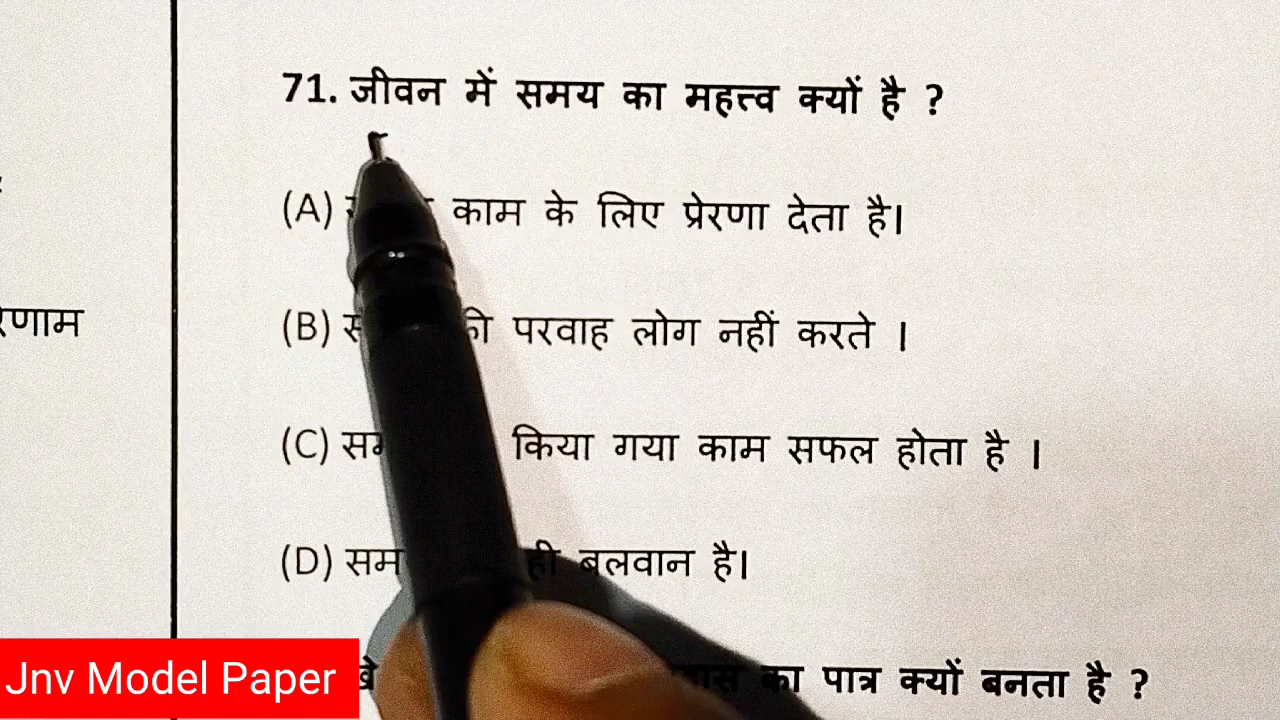 71. जीवन में समय का महत्त्व क्यों है ?
(A) काम के लिए प्रेरणा देता है।
(B) की परवाह लोग नहीं करते ।
(C) किया गया काम सफल होता है ।
(D) ही बलवान है।
का पात्र क्यों बनता है ?
Jnv Model Paper